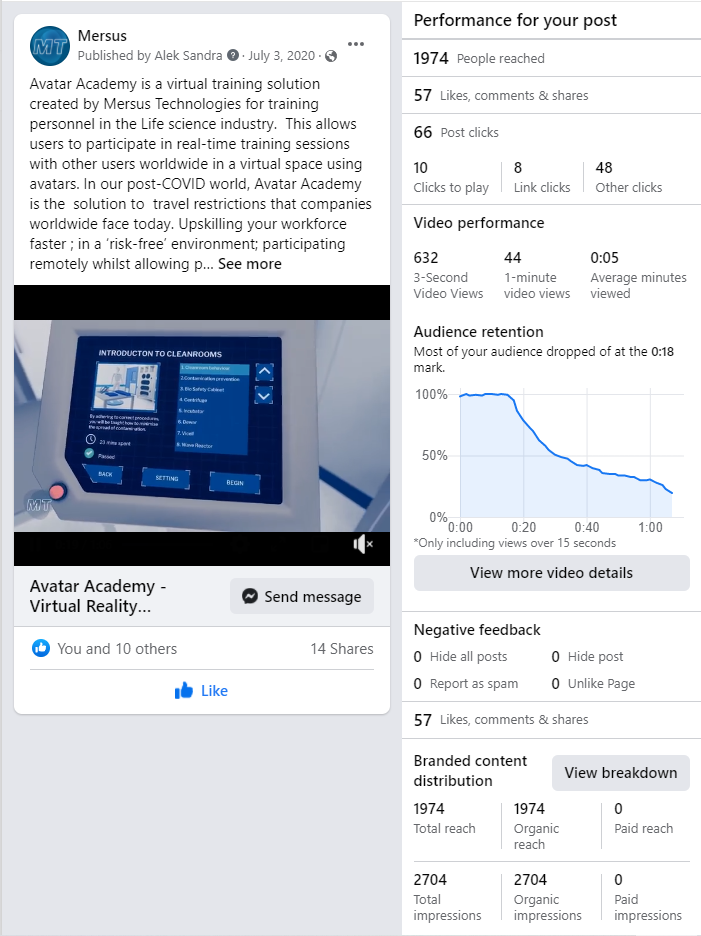 MT
Mersus
Published by Alek Sandra ? · July 3, 2020 ·
Avatar Academy is a virtual training solution
created by Mersus Technologies for training
personnel in the Life science industry.  This allows
users to participate in real-time training sessions
with other users worldwide in a virtual space using
avatars. In our post-COVID world, Avatar Academy
is the  solution to  travel restrictions that companies
worldwide face today. Upskilling your workforce
faster ; in a ‘risk-free’ environment; participating
remotely whilst allowing p... See more
INTRODUCTON TO CLEANROOMS
1. Cleanroom behaviour
2.Contamination prevention
3. Bio Safety Cabinet
4. Centrifuge
5. Incubator
6. Dewar
7. Vicell
8. Wave Reactor
By adhering to correct procedures,
you will be taught how to minimise
the spread of contamination.
23 mins spent
Passed
BACK
SETTING
BEGIN
MT
Avatar Academy -
Virtual Reality...
Send message
You and 10 others
14 Shares
Like
Performance for your post
1974 People reached
57 Likes, comments & shares
66 Post clicks
10 8 48
Clicks to play Link clicks Other clicks
Video performance
632 44 0:05
3-Second 1-minute Average minutes
Video Views video views viewed
Audience retention
Most of your audience dropped of at the 0:18
mark.
100%
50%
0%
0:00 0:20 0:40 1:00
*Only including views over 15 seconds
View more video details
Negative feedback
0 Hide all posts 0 Hide post
0 Report as spam 0 Unlike Page
57 Likes, comments & shares
Branded content
distribution
View breakdown
1974 1974 0
Total reach Organic Paid reach
reach
2704 2704 0
Total Organic Paid
impressions impressions impressions